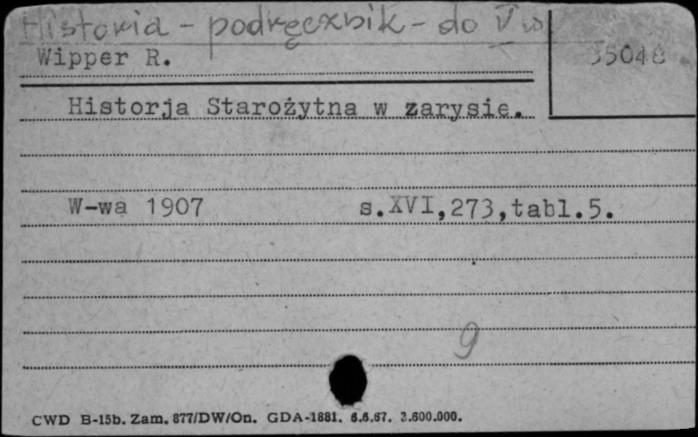 Historia - podręcznik - do V w
Wipper R.
35048
Historja Starożytna w zarysie.
W-wa 1907 s.XVI,273,tabl.5.
9
CWD B-15b. Zam. 877/DW/On. GDA-1881. 6.6.67. 3.600.000.